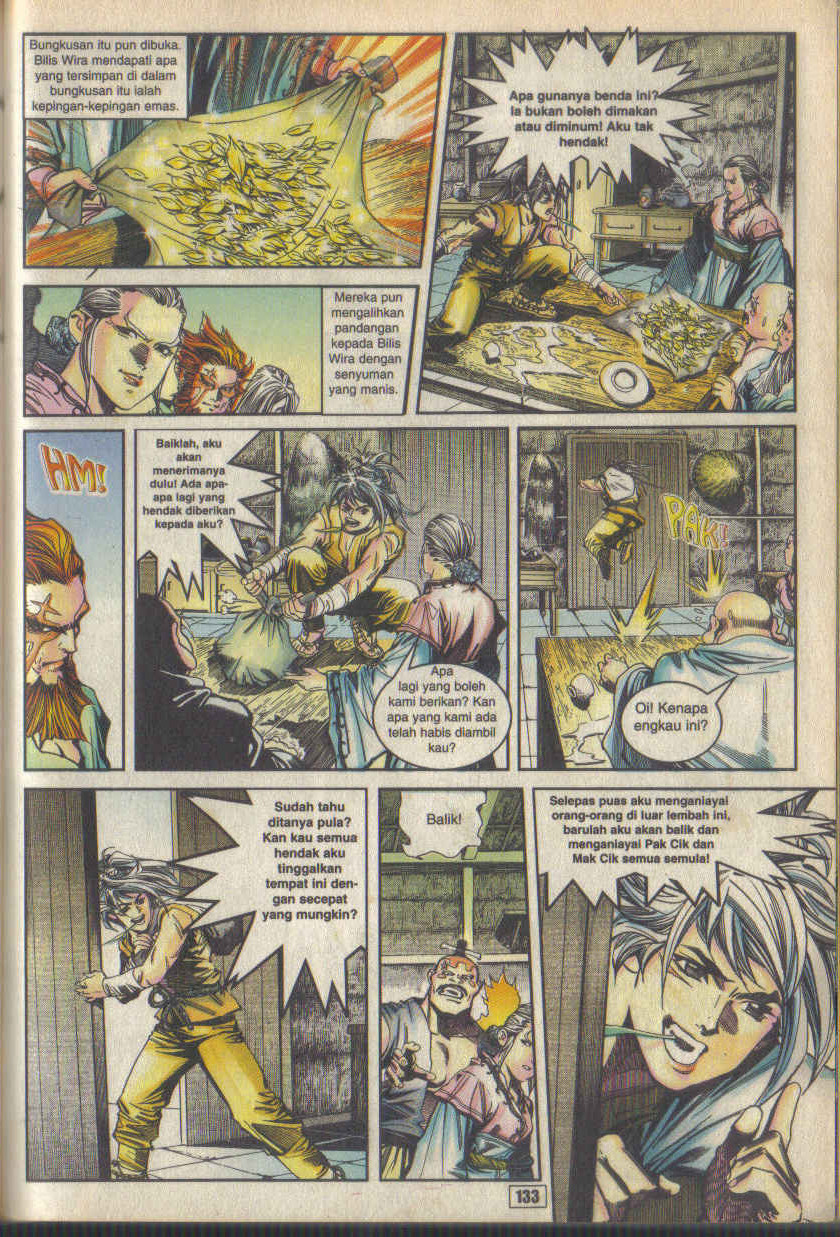 Bungkusan itu pun dibuka.
Bilis Wira mendapati apa
yang tersimpan di dalam
bungkusan itu ialah
kepingan-kepingan emas.
Apa gunanya benda ini?
Ia bukan boleh dimakan
atau diminum! Aku tak
hendak!
Mereka pun
mengalihkan
pandangan
kepada Bilis
Wira dengan
senyuman
yang manis.
HM!
Baiklah, aku
akan
menerimanya
dulu! Ada apa-
apa lagi yang
hendak diberikan
kepada aku?
Apa
lagi yang boleh
kami berikan? Kan
apa yang kami ada
telah habis diambil
kau?
PAK!
Oi! Kenapa
engkau ini?
Sudah tahu
ditanya pula?
Kan kau semua
hendak aku
tinggalkan
tempat ini de-
ngan secepat
yang mungkin?
Balik!
Selepas puas aku menganiayai
orang-orang di luar lembah ini,
barulah aku akan balik dan
menganiayai Pak Cik dan
Mak Cik semua semula!
133